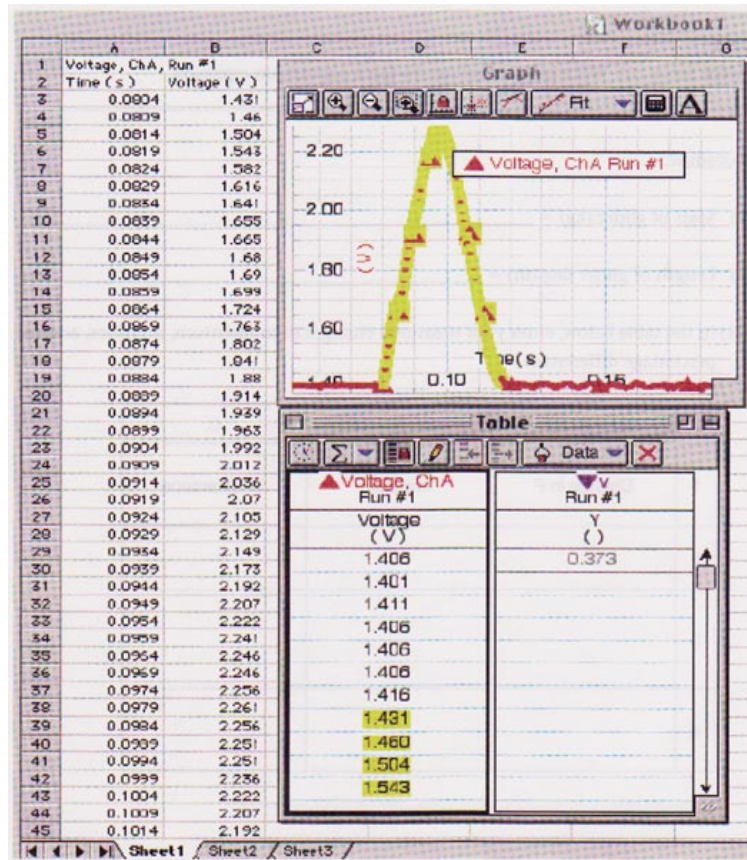 Workbook1
A B C D E F G
1 Voltage, ChA, Run #1
2 Time ( s ) Voltage ( V )
3 0.0804 1.431
4 0.0809 1.46
5 0.0814 1.504
6 0.0819 1.543
7 0.0824 1.582
8 0.0829 1.616
9 0.0834 1.641
10 0.0839 1.655
11 0.0844 1.665
12 0.0849 1.68
13 0.0854 1.69
14 0.0859 1.699
15 0.0864 1.724
16 0.0869 1.763
17 0.0874 1.802
18 0.0879 1.841
19 0.0884 1.88
20 0.0889 1.914
21 0.0894 1.939
22 0.0899 1.963
23 0.0904 1.992
24 0.0909 2.012
25 0.0914 2.036
26 0.0919 2.07
27 0.0924 2.105
28 0.0929 2.129
29 0.0934 2.149
30 0.0939 2.173
31 0.0944 2.192
32 0.0949 2.207
33 0.0954 2.222
34 0.0959 2.241
35 0.0964 2.246
36 0.0969 2.246
37 0.0974 2.256
38 0.0979 2.261
39 0.0984 2.256
40 0.0989 2.251
41 0.0994 2.251
42 0.0999 2.236
43 0.1004 2.222
44 0.1009 2.207
45 0.1014 2.192
Sheet1 Sheet2 Sheet3
Graph
Fit A
2.20
Voltage, ChA Run #1
2.00
1.80
(V)
1.60
Time(s)
1.40 0.10 0.15
Table
Σ Data
Voltage, ChA V
Run #1 Run #1
Voltage Y
(V) ()
1.406 0.373
1.401
1.411
1.406
1.406
1.406
1.416
1.431
1.460
1.504
1.543